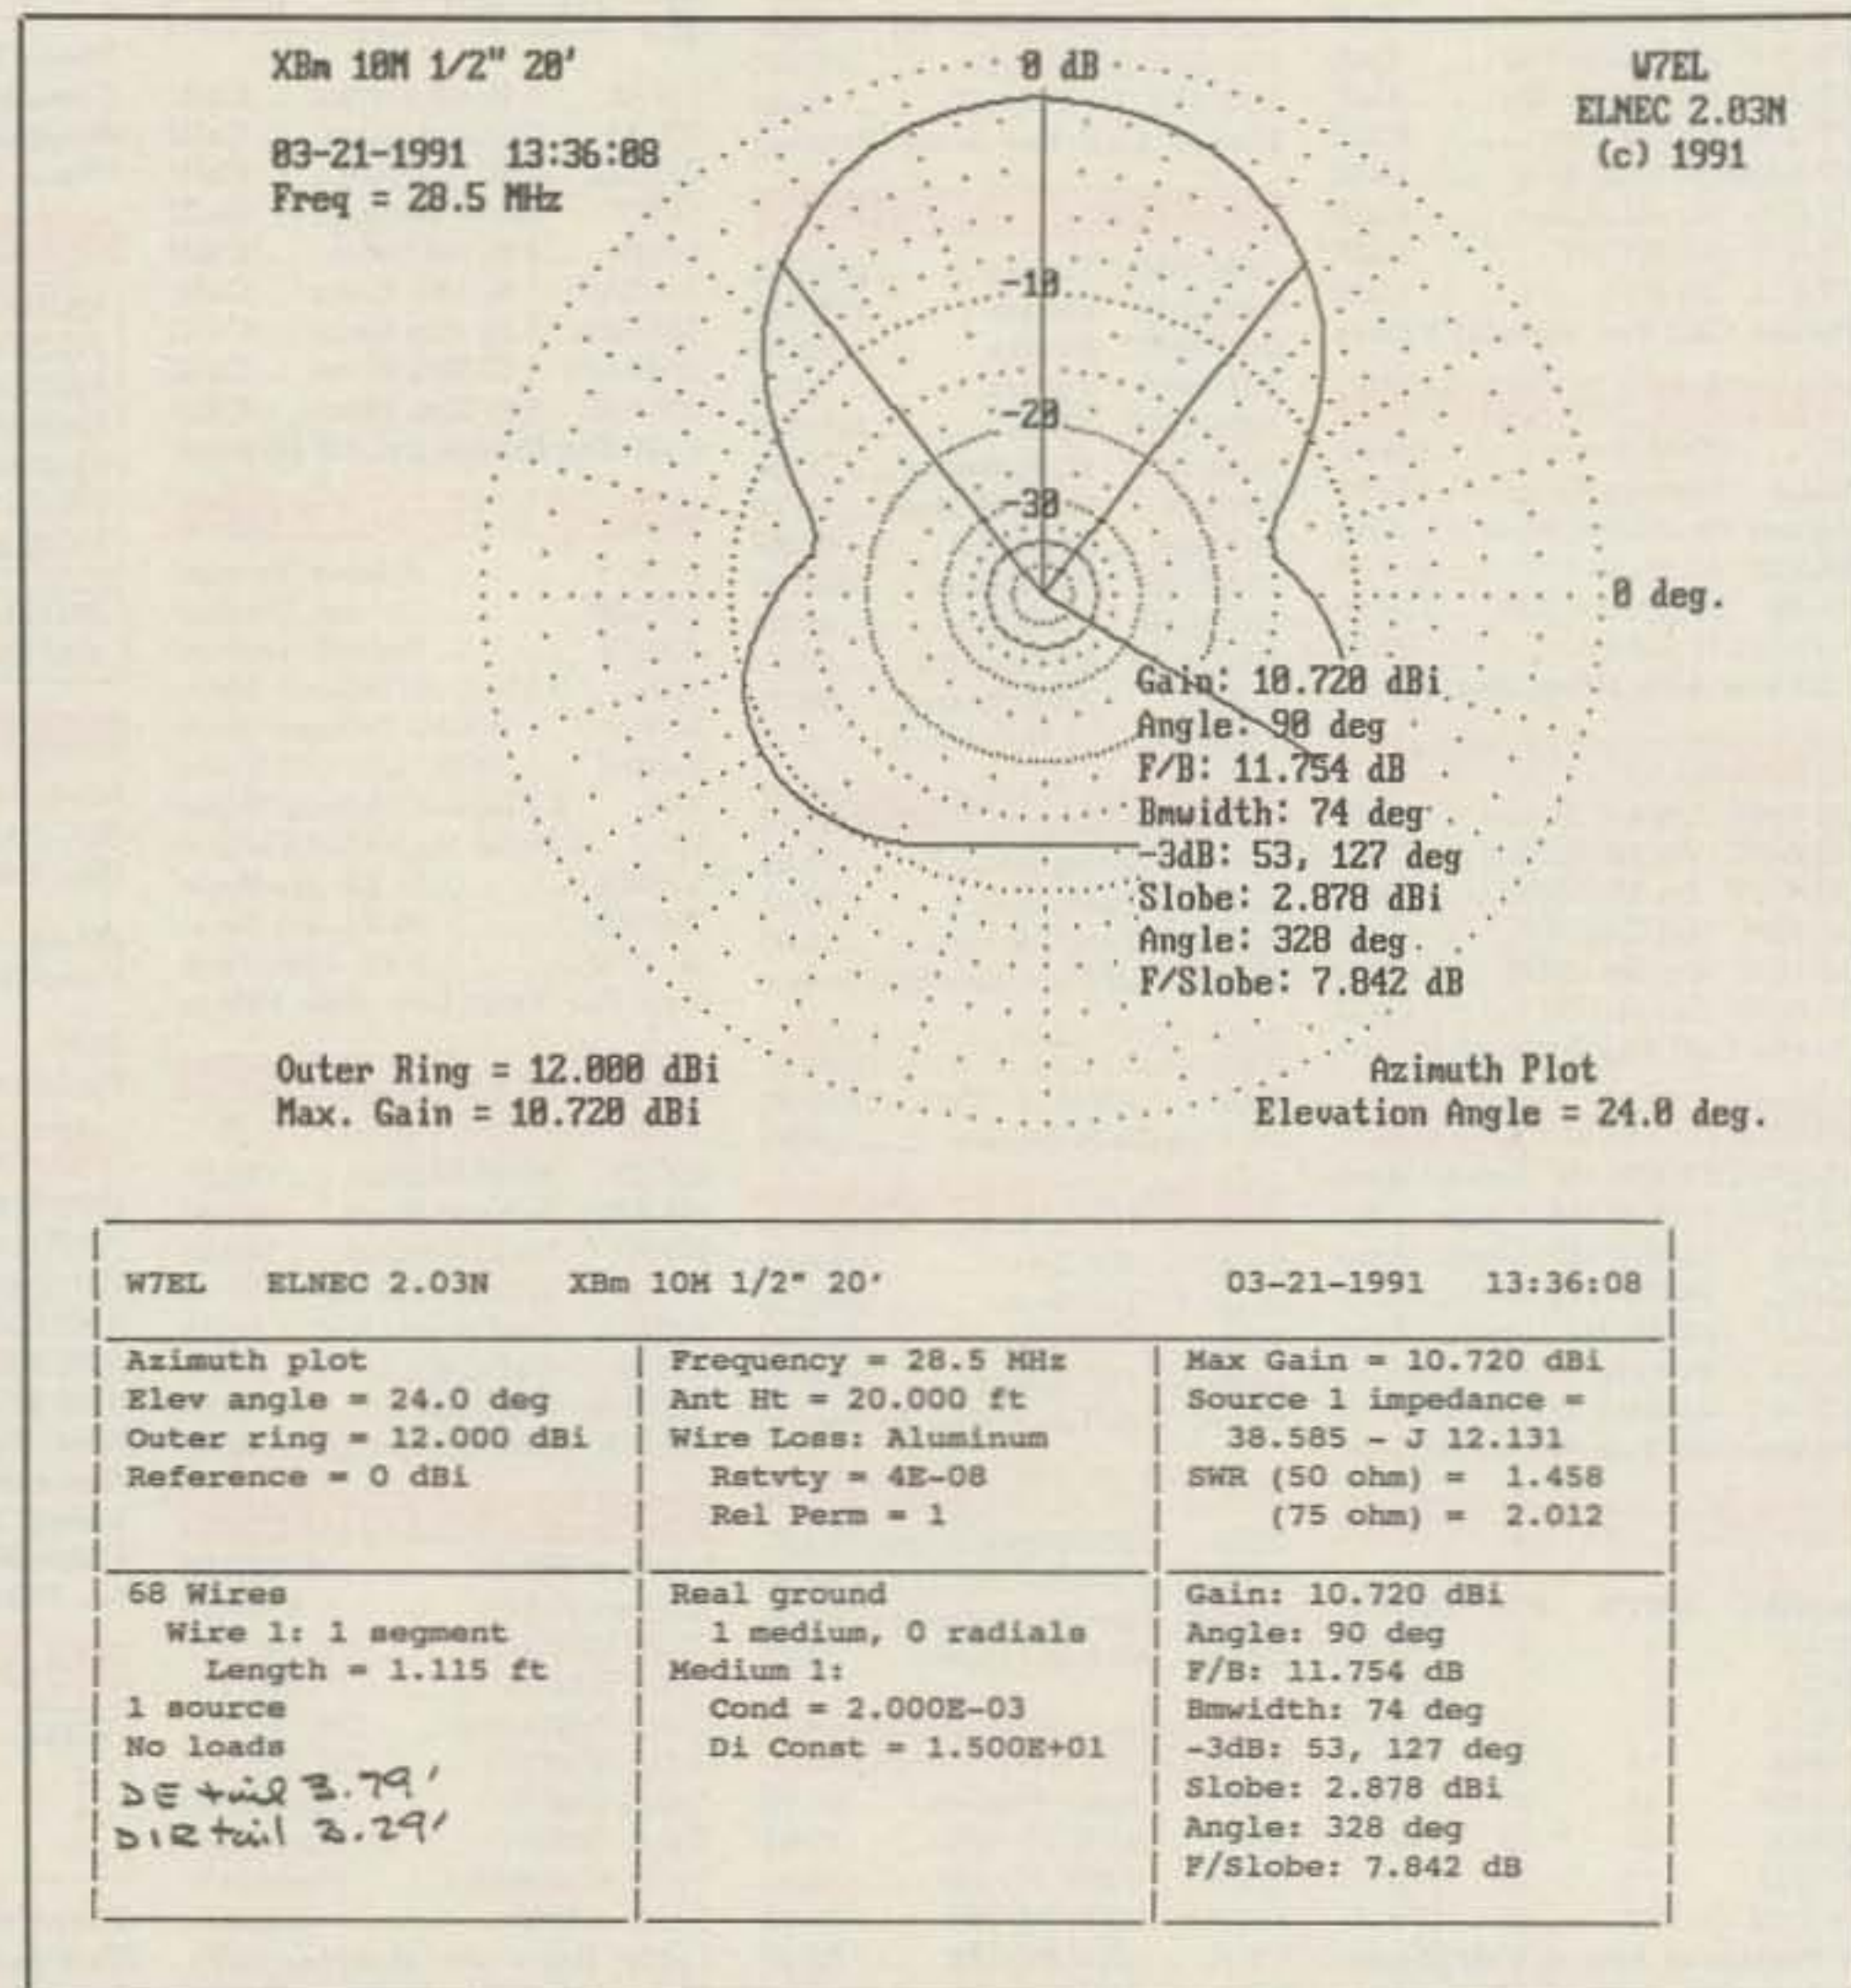 XBm 10M 1/2" 20'
03-21-1991 13:36:08
Freq = 28.5 MHz
0 dB
W7EL
ELNEC 2.03N
(c) 1991
-10
-20
-30
0 deg.
Gain: 10.720 dBi
Angle: 90 deg
F/B: 11.754 dB
Bmwidth: 74 deg
-3dB: 53, 127 deg
Slobe: 2.878 dBi
Angle: 328 deg
F/Slobe: 7.842 dB
Outer Ring = 12.000 dBi
Max. Gain = 10.720 dBi
Azimuth Plot
Elevation Angle = 24.0 deg.
W7EL ELNEC 2.03N XBm 10M 1/2" 20' 03-21-1991 13:36:08
Azimuth plot
Elev angle = 24.0 deg
Outer ring = 12.000 dBi
Reference = 0 dBi
Frequency = 28.5 MHz
Ant Ht = 20.000 ft
Wire Loss: Aluminum
Rstvty = 4E-08
Rel Perm = 1
Max Gain = 10.720 dBi
Source 1 impedance =
38.585 - J 12.131
SWR (50 ohm) = 1.458
(75 ohm) = 2.012
68 Wires
Wire 1: 1 segment
Length = 1.115 ft
1 source
No loads
DE tail 3.79'
DIR tail 3.29'
Real ground
1 medium, 0 radials
Medium 1:
Cond = 2.000E-03
Di Const = 1.500E+01
Gain: 10.720 dBi
Angle: 90 deg
F/B: 11.754 dB
Bmwidth: 74 deg
-3dB: 53, 127 deg
Slobe: 2.878 dBi
Angle: 328 deg
F/Slobe: 7.842 dB